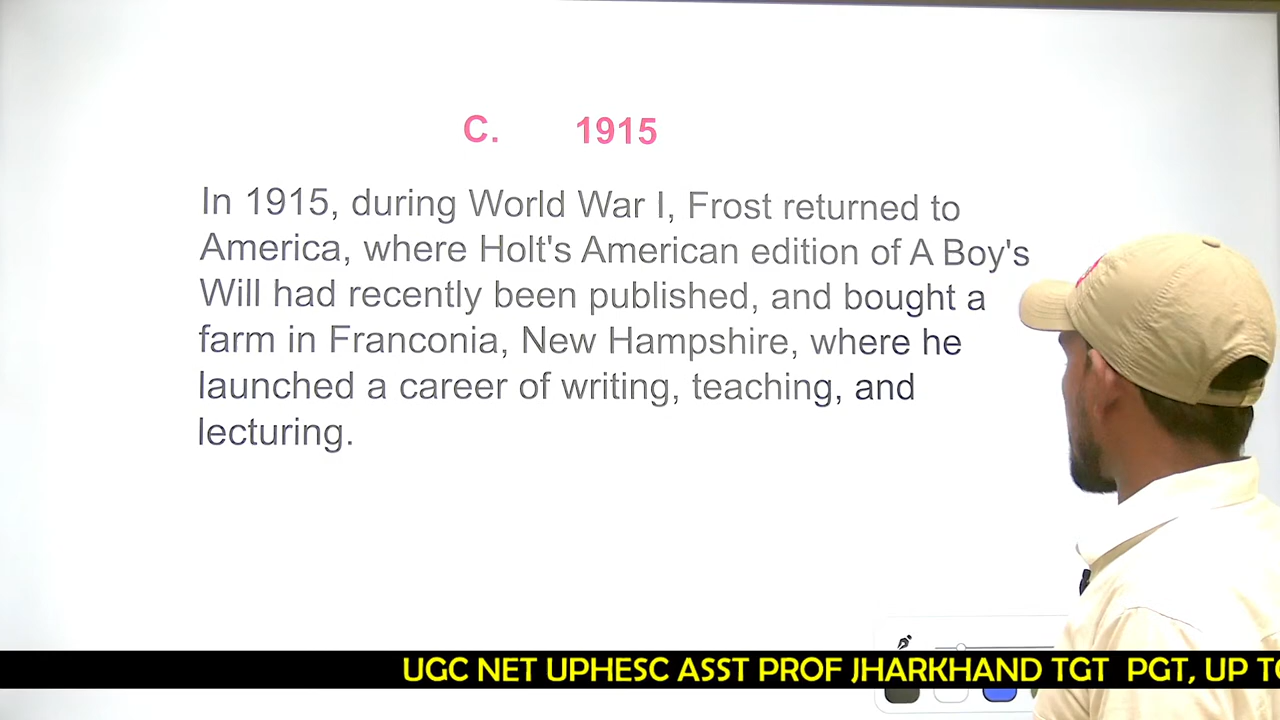 C. 1915
In 1915, during World War I, Frost returned to
America, where Holt's American edition of A Boy's
Will had recently been published, and bought a
farm in Franconia, New Hampshire, where he
launched a career of writing, teaching, and
lecturing.
UGC NET UPHESC ASST PROF JHARKHAND TGT PGT, UP